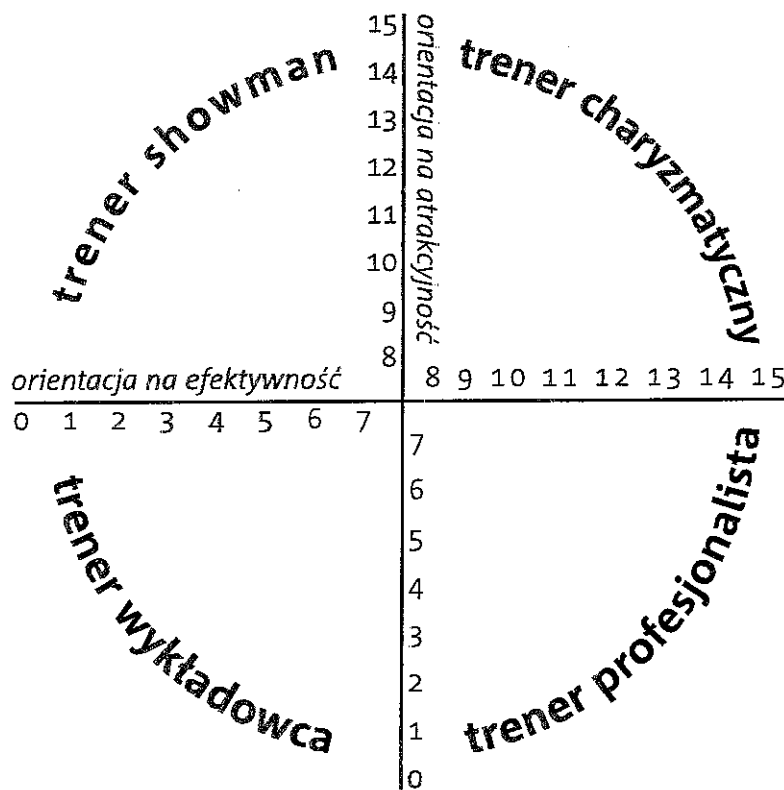 trener showman
trener charyzmatyczny
15
14
13
12
11
10
9
8
orientacja na atrakcyjność
orientacja na efektywność
8 9 10 11 12 13 14 15
0 1 2 3 4 5 6 7
7
6
5
4
3
2
1
0
trener wykładowca
trener profesjonalista